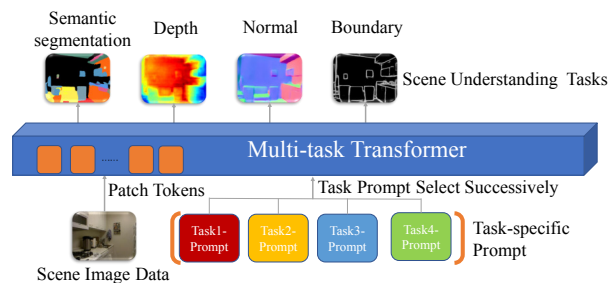 Semantic
segmentation
Depth
Normal
Boundary
Scene Understanding Tasks
Multi-task Transformer
......
Patch Tokens
Task Prompt Select Successively
Task1-
Prompt
Task2-
Prompt
Task3-
Prompt
Task4-
Prompt
Task-specific
Prompt
Scene Image Data